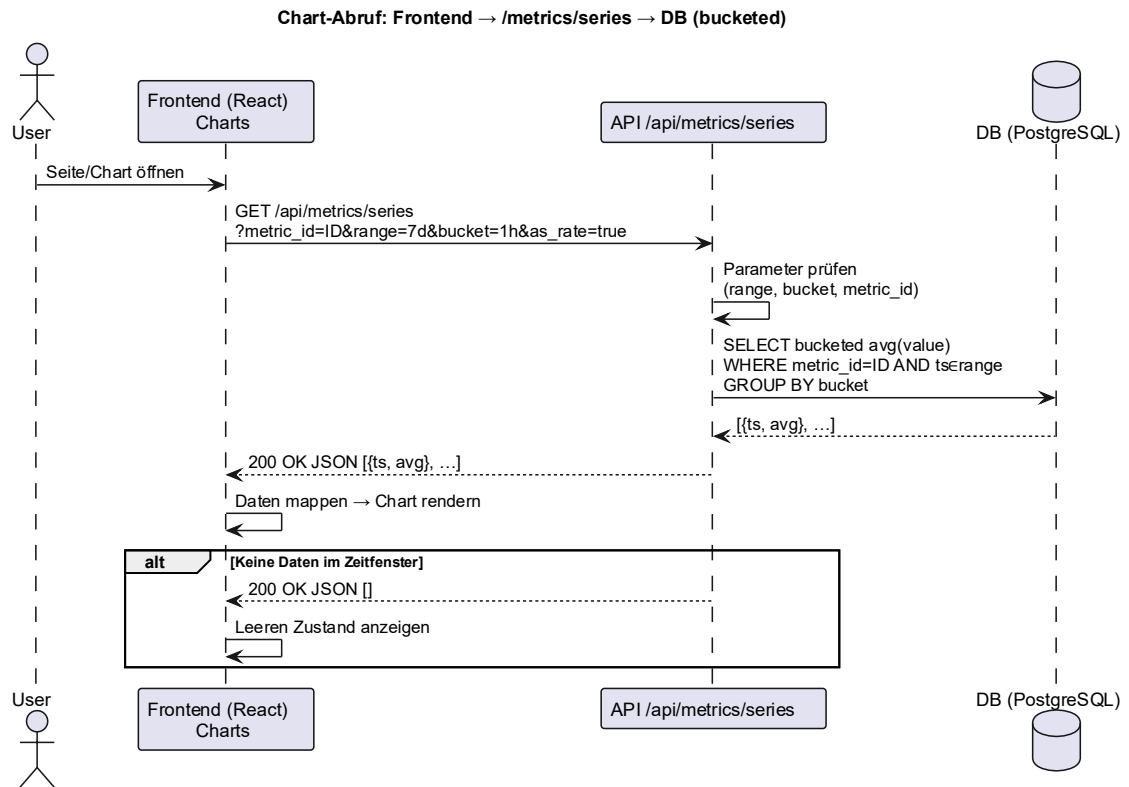 Chart-Abruf: Frontend → /metrics/series → DB (bucketed)
User
Frontend (React)
Charts
API /api/metrics/series
DB (PostgreSQL)
Seite/Chart öffnen
GET /api/metrics/series
?metric_id=ID&range=7d&bucket=1h&as_rate=true
Parameter prüfen
(range, bucket, metric_id)
SELECT bucketed avg(value)
WHERE metric_id=ID AND ts∈range
GROUP BY bucket
[{ts, avg}, …]
200 OK JSON [{ts, avg}, …]
Daten mappen → Chart rendern
alt
[Keine Daten im Zeitfenster]
200 OK JSON []
Leeren Zustand anzeigen
User
Frontend (React)
Charts
API /api/metrics/series
DB (PostgreSQL)